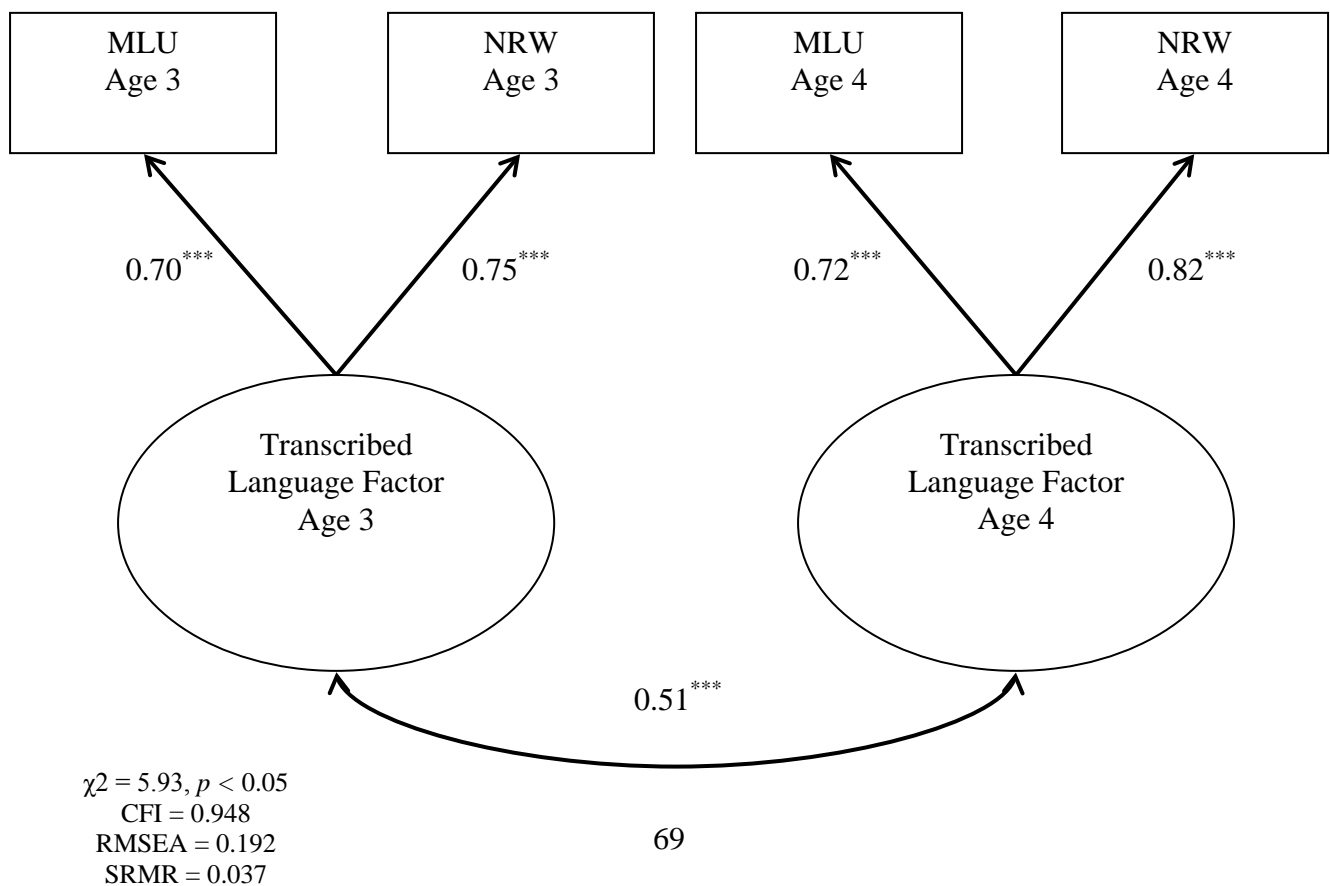 MLU
Age 3
NRW
Age 3
MLU
Age 4
NRW
Age 4
0.70***
0.75***
0.72***
0.82***
Transcribed
Language Factor
Age 3
Transcribed
Language Factor
Age 4
0.51***
χ2 = 5.93, p < 0.05
CFI = 0.948
RMSEA = 0.192
SRMR = 0.037
69